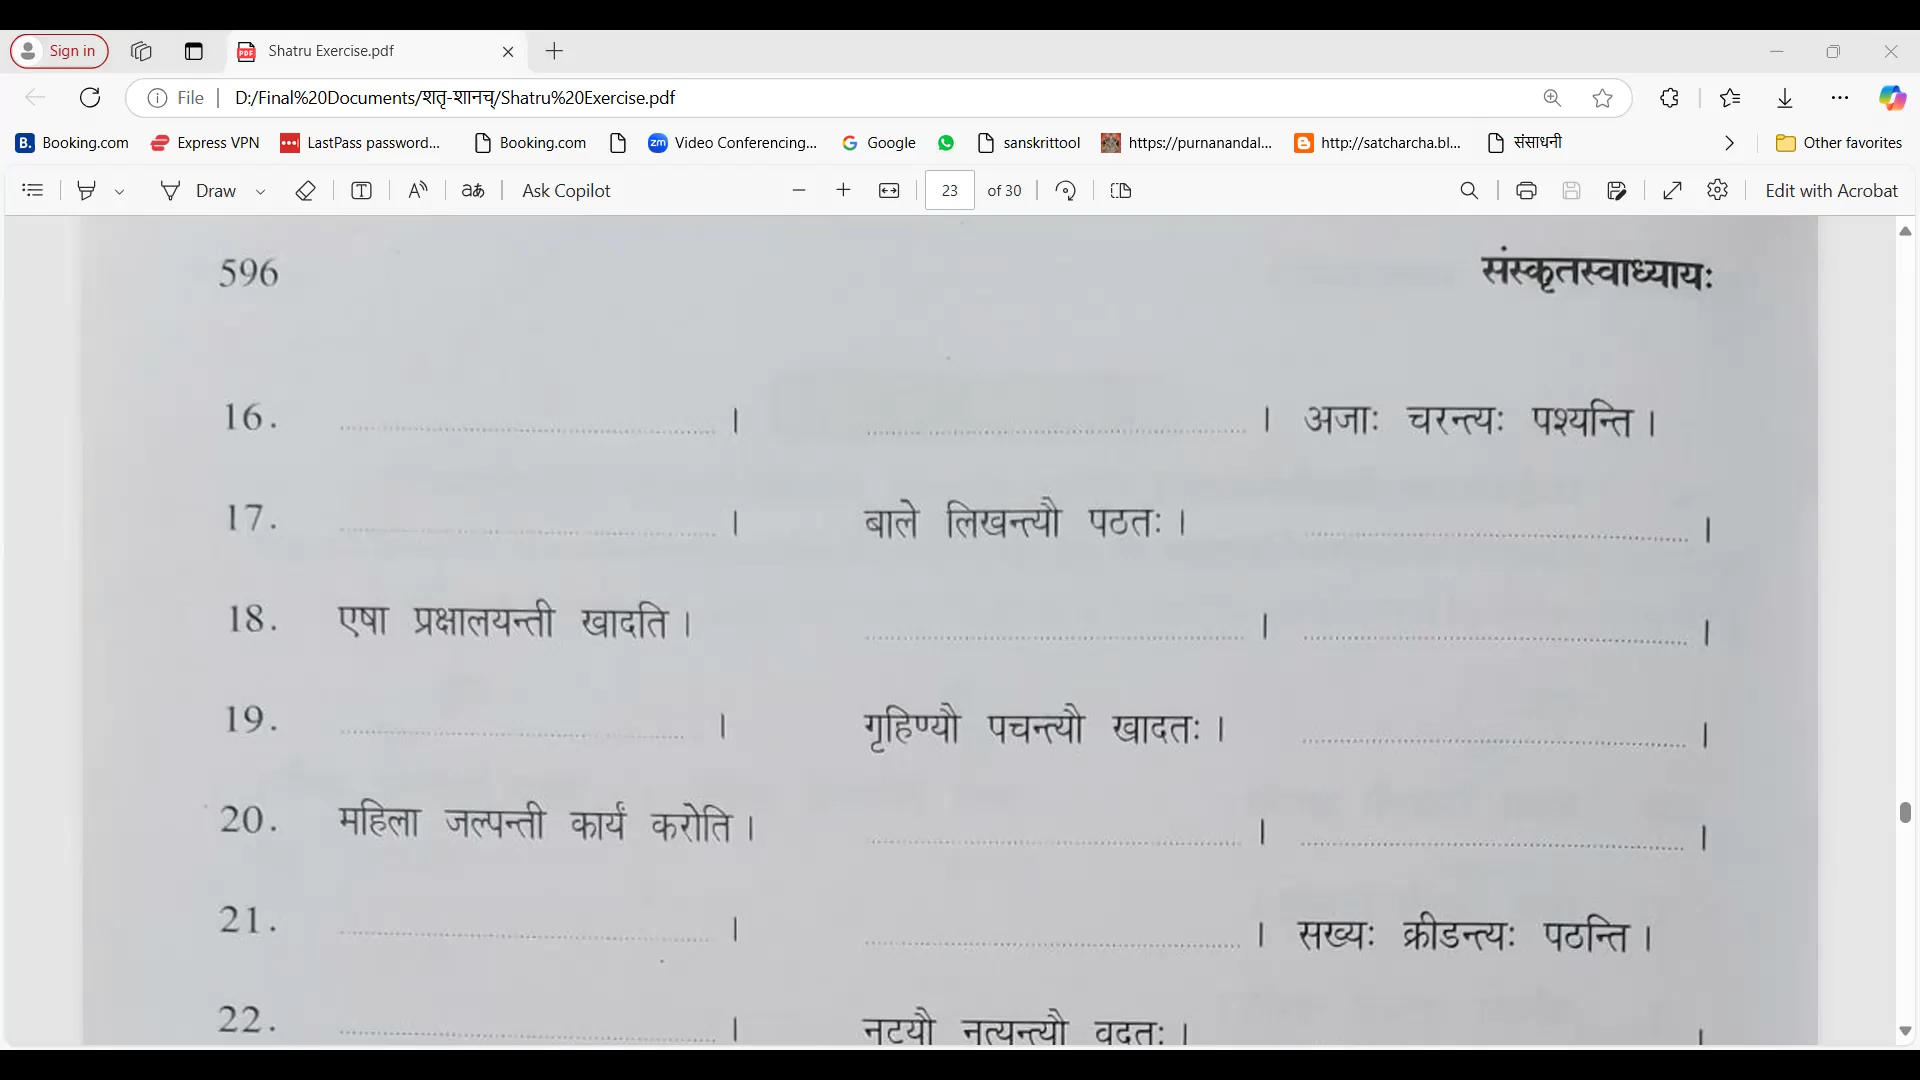 Sign in
Shatru Exercise.pdf
File
D:/Final%20Documents/शतृ-शानच्/Shatru%20Exercise.pdf
Booking.com Express VPN LastPass password... Booking.com Video Conferencing... Google sanskrittool https://purnanandal... http://satcharcha.bl... संसाधनी Other favorites
Draw Ask Copilot 23 of 30 Edit with Acrobat
596 संस्कृतस्वाध्यायः
16. । । अजाः चरन्त्यः पश्यन्ति ।
17. । बाले लिखन्त्यौ पठतः । ।
18. एषा प्रक्षालयन्ती खादति । । ।
19. । गृहिण्यौ पचन्त्यौ खादतः । ।
20. महिला जल्पन्ती कार्यं करोति । । ।
21. । । सख्यः क्रीडन्त्यः पठन्ति ।
22. । नट्यौ नृत्यन्त्यौ वदतः । ।